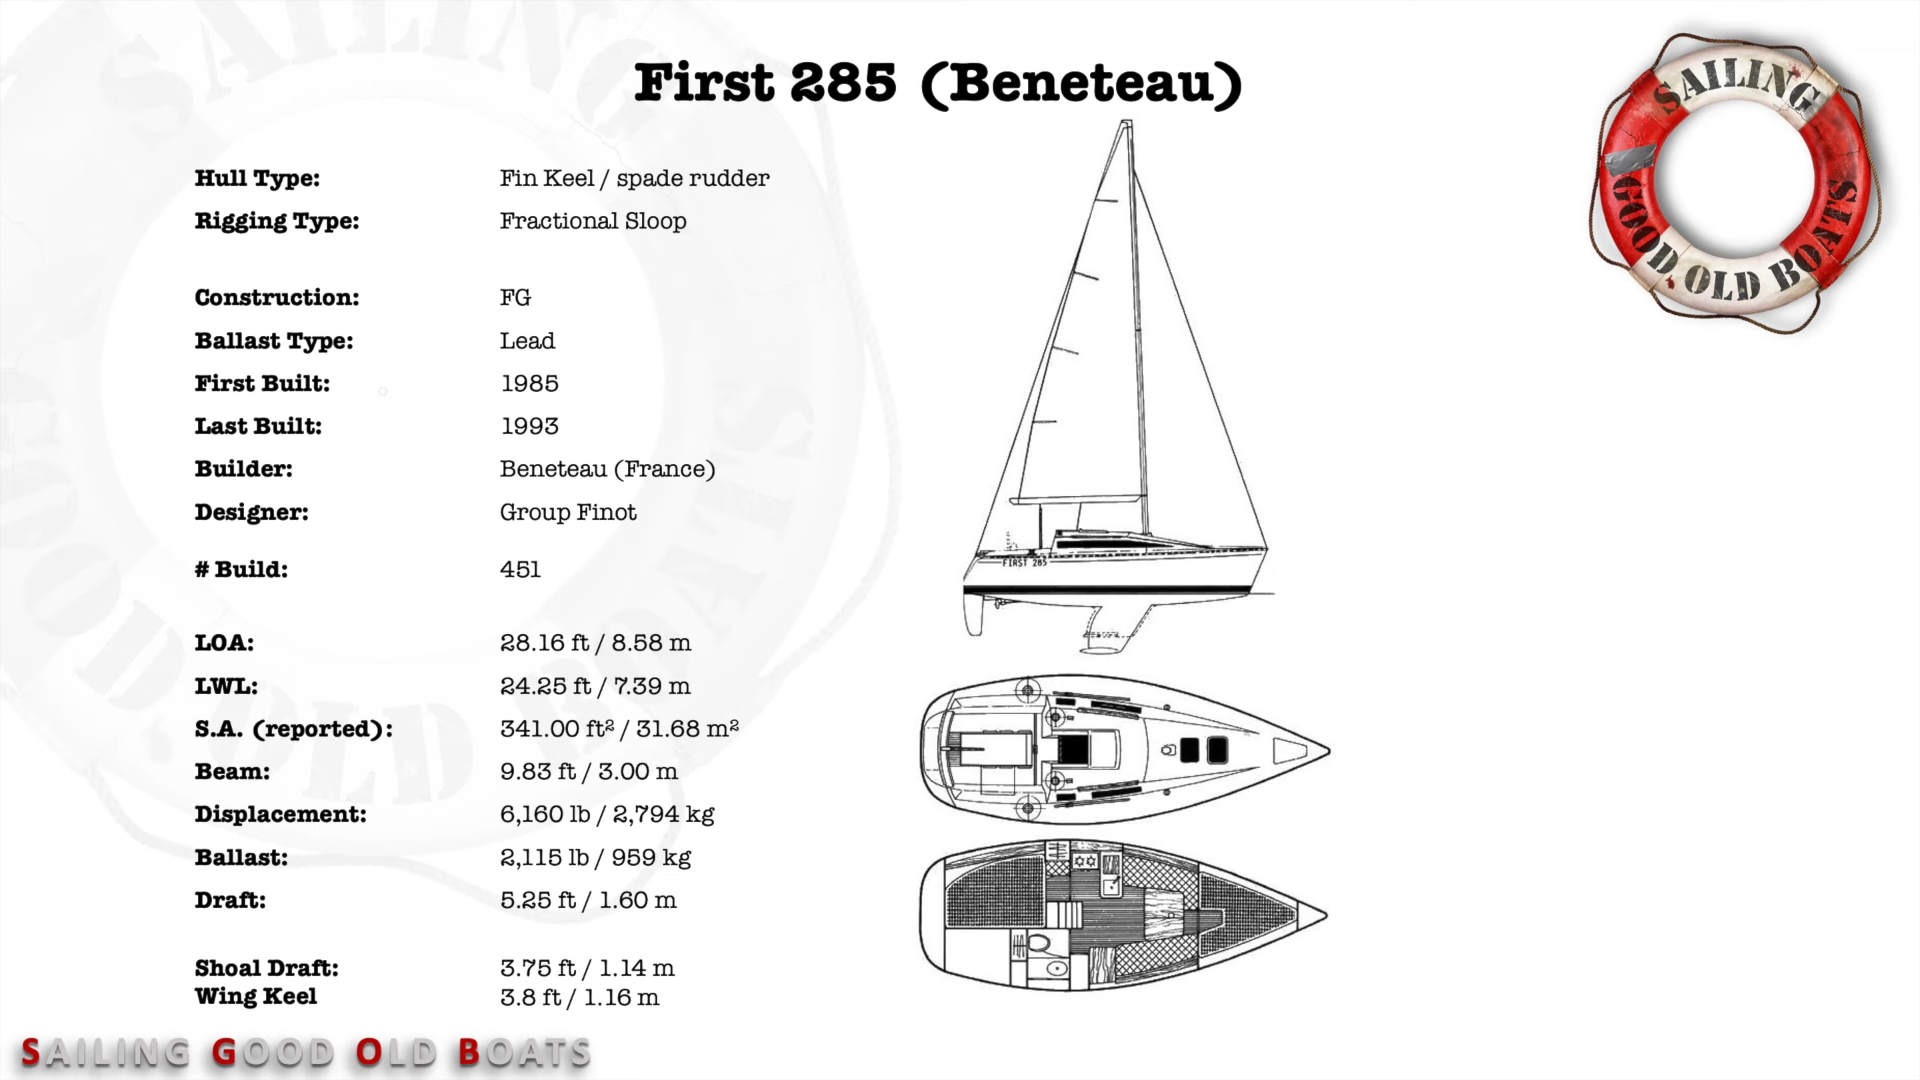 First 285 (Beneteau)
SAILING
GOOD OLD BOATS
Hull Type: Fin Keel / spade rudder
Rigging Type: Fractional Sloop
Construction: FG
Ballast Type: Lead
First Built: 1985
Last Built: 1993
Builder: Beneteau (France)
Designer: Group Finot
# Build: 451
LOA: 28.16 ft / 8.58 m
LWL: 24.25 ft / 7.39 m
S.A. (reported): 341.00 ft² / 31.68 m²
Beam: 9.83 ft / 3.00 m
Displacement: 6,160 lb / 2,794 kg
Ballast: 2,115 lb / 959 kg
Draft: 5.25 ft / 1.60 m
Shoal Draft: 3.75 ft / 1.14 m
Wing Keel 3.8 ft / 1.16 m
FIRST 285
SAILING GOOD OLD BOATS